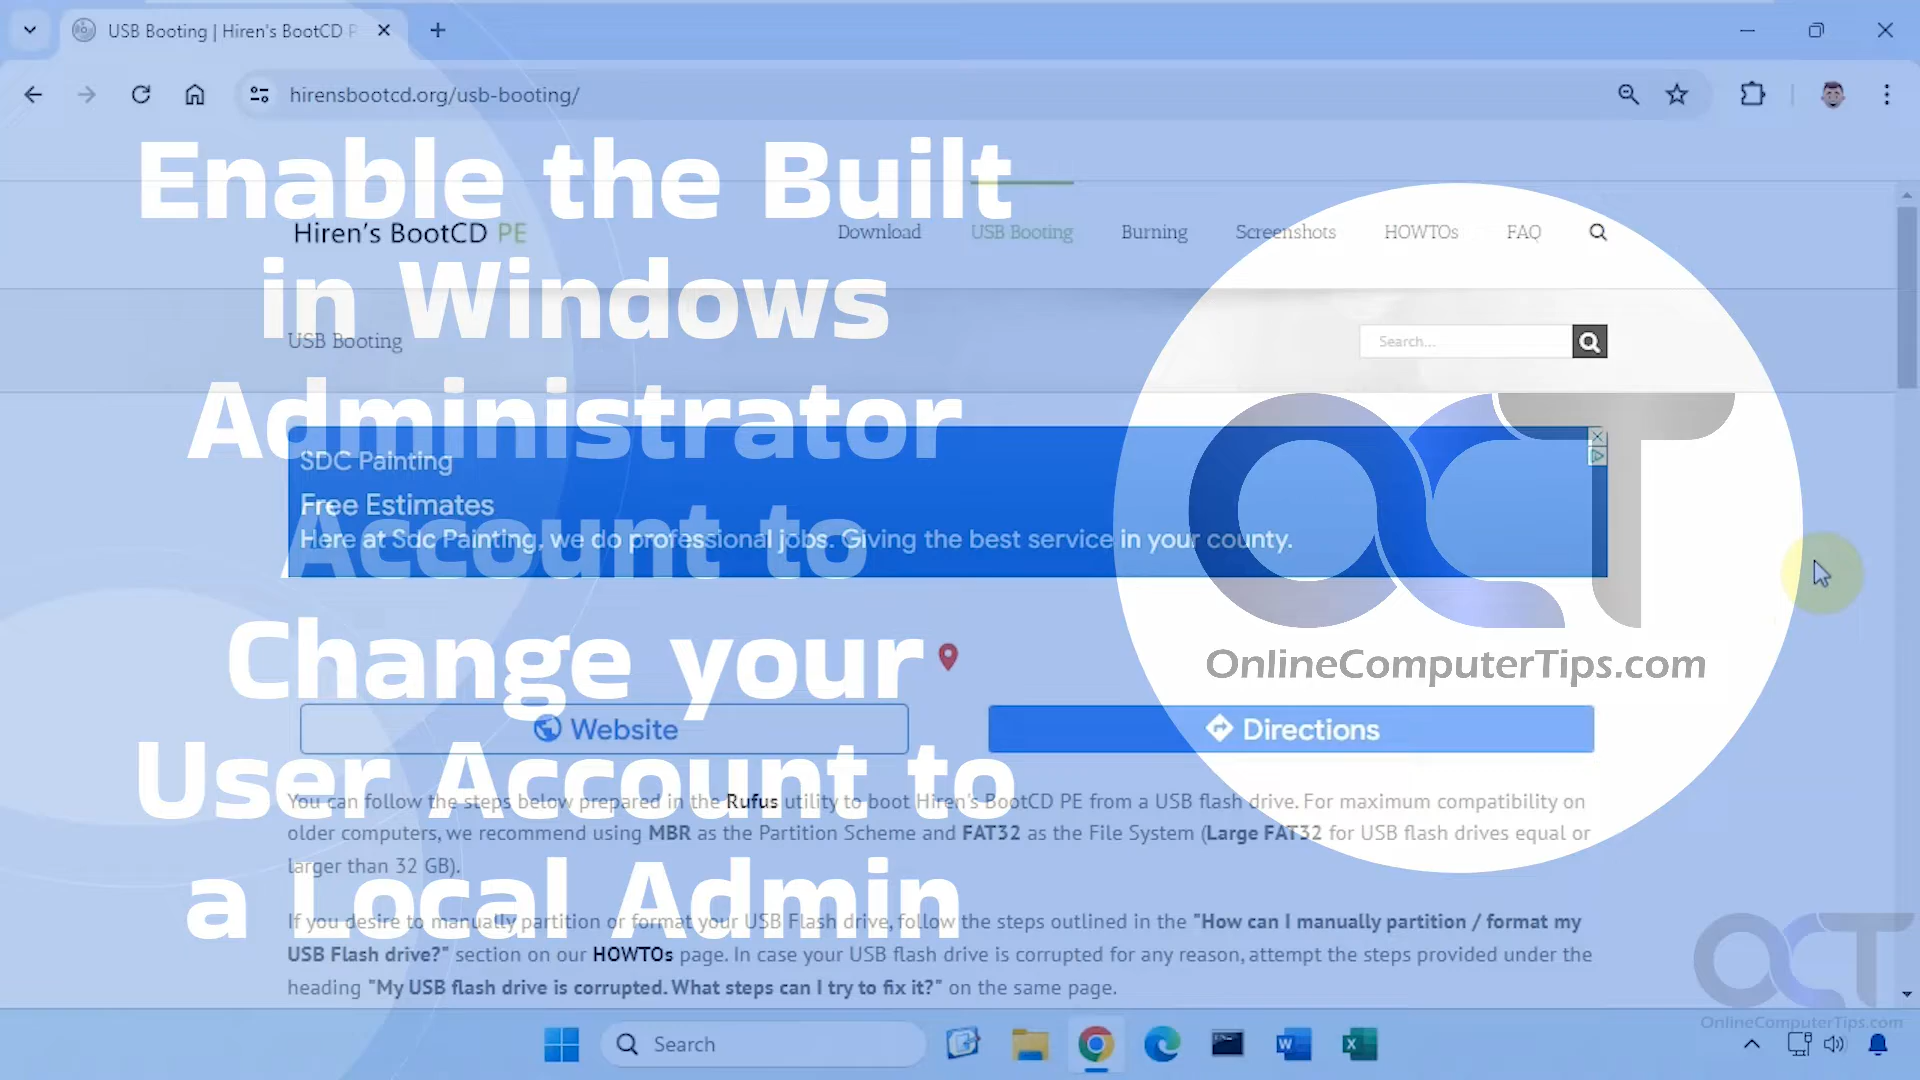 USB Booting | Hiren's BootCD P
hirensbootcd.org/usb-booting/
Enable the Built
in Windows
Administrator
Account to
Change your
User Account to
a Local Admin
Hiren's BootCD PE
Download
USB Booting
Burning
Screenshots
HOWTOs
FAQ
USB Booting
Search...
SDC Painting
Free Estimates
Here at Sdc Painting, we do professional jobs. Giving the best service in your county.
OCT
OnlineComputerTips.com
Website
Directions
You can follow the steps below prepared in the Rufus utility to boot Hiren's BootCD PE from a USB flash drive. For maximum compatibility on
older computers, we recommend using MBR as the Partition Scheme and FAT32 as the File System (Large FAT32 for USB flash drives equal or
larger than 32 GB).
If you desire to manually partition or format your USB Flash drive, follow the steps outlined in the "How can I manually partition / format my
USB Flash drive?" section on our HOWTOs page. In case your USB flash drive is corrupted for any reason, attempt the steps provided under the
heading "My USB flash drive is corrupted. What steps can I try to fix it?" on the same page.
OCT
OnlineComputerTips.com
Search